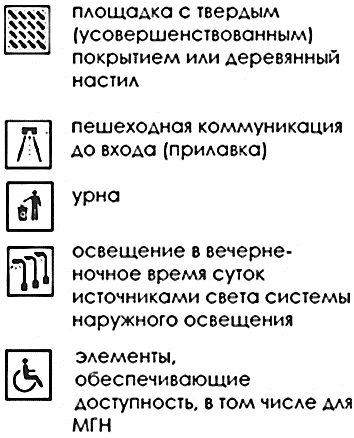 площадка с твердым
(усовершенствованным)
покрытием или деревянный
настил
пешеходная коммуникация
до входа (прилавка)
урна
освещение в вечерне-
ночное время суток
источниками света системы
наружного освещения
элементы,
обеспечивающие
доступность, в том числе для
МГН